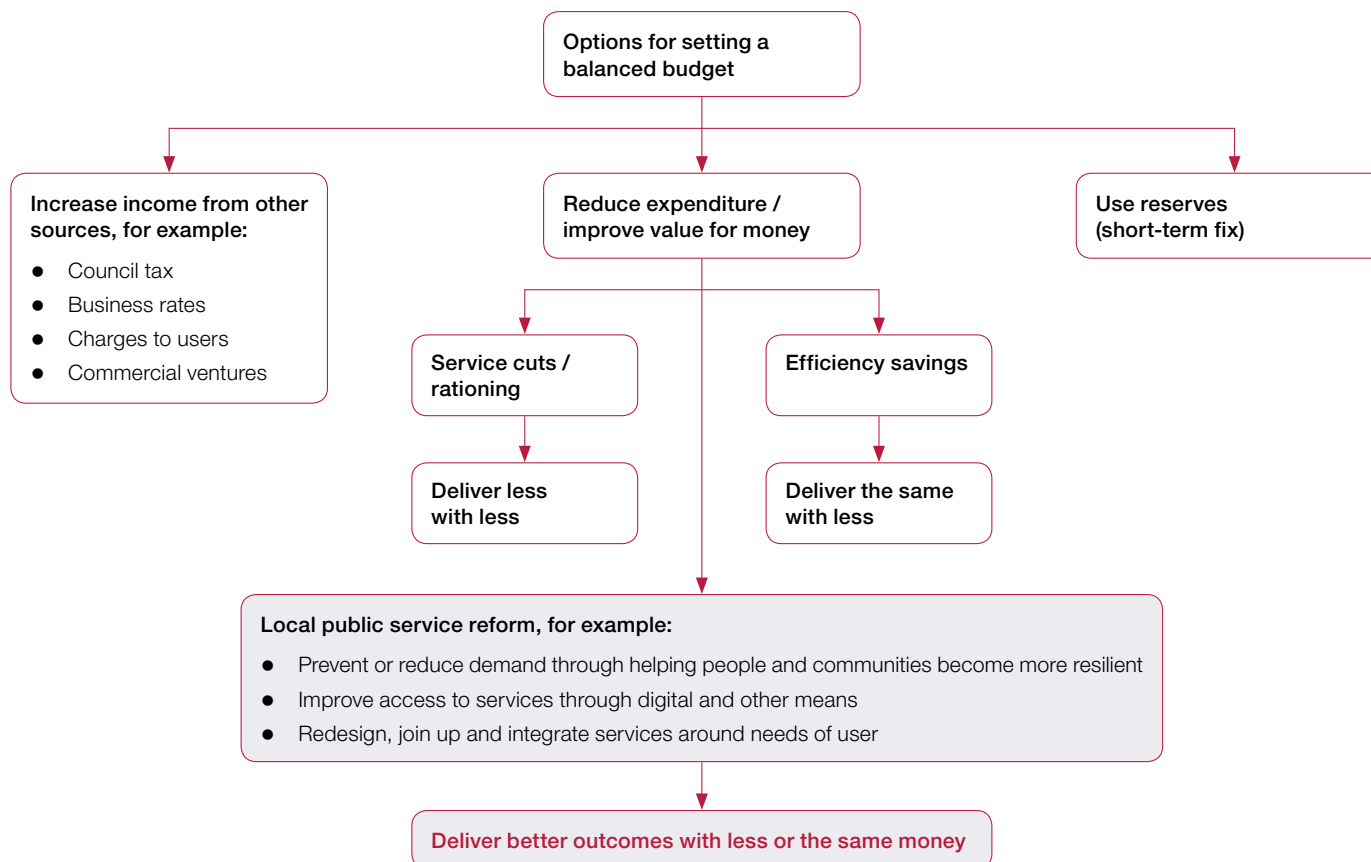 Options for setting a
balanced budget
Increase income from other
sources, for example:
● Council tax
● Business rates
● Charges to users
● Commercial ventures
Reduce expenditure /
improve value for money
Use reserves
(short-term fix)
Service cuts /
rationing
Efficiency savings
Deliver less
with less
Deliver the same
with less
Local public service reform, for example:
● Prevent or reduce demand through helping people and communities become more resilient
● Improve access to services through digital and other means
● Redesign, join up and integrate services around needs of user
Deliver better outcomes with less or the same money